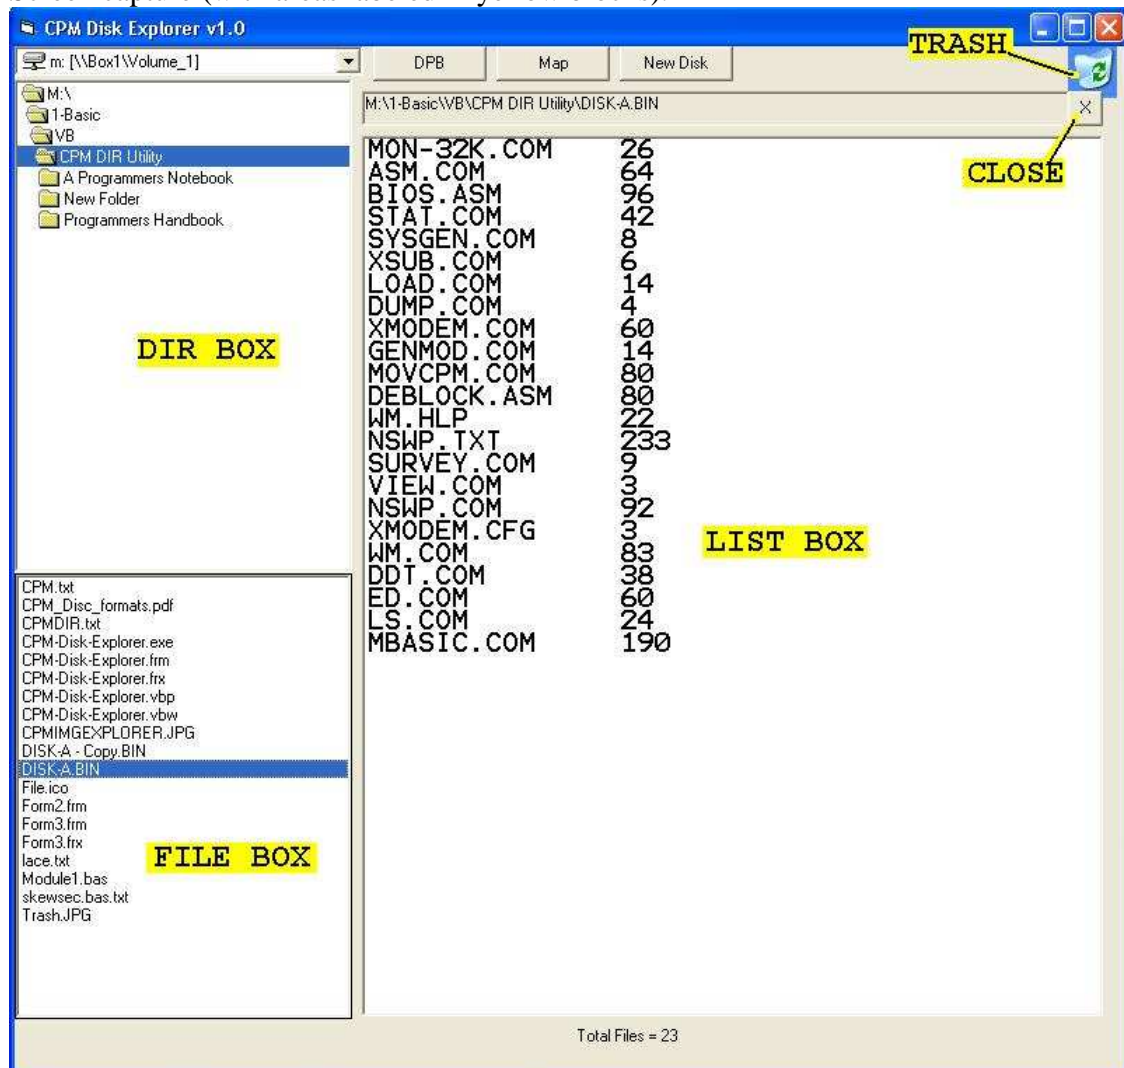 CPM Disk Explorer v1.0
TRASH
m: [\\Box1\Volume_1]
DPB
Map
New Disk
M:\
1-Basic
VB
CPM DIR Utility
A Programmers Notebook
New Folder
Programmers Handbook
DIR BOX
M:\1-Basic\VB\CPM DIR Utility\DISK-A.BIN
X
CLOSE
MON-32K.COM 26
ASM.COM 64
BIOS.ASM 96
STAT.COM 42
SYSGEN.COM 8
XSUB.COM 6
LOAD.COM 14
DUMP.COM 4
XMODEM.COM 60
GENMOD.COM 14
MOVCPM.COM 80
DEBLOCK.ASM 80
WM.HLP 22
NSWP.TXT 233
SURVEY.COM 9
VIEW.COM 3
NSWP.COM 92
XMODEM.CFG 3
WM.COM 83
DDT.COM 38
ED.COM 60
LS.COM 24
MBASIC.COM 190
LIST BOX
CPM.txt
CPM_Disc_formats.pdf
CPMDIR.txt
CPM-Disk-Explorer.exe
CPM-Disk-Explorer.frm
CPM-Disk-Explorer.frx
CPM-Disk-Explorer.vbp
CPM-Disk-Explorer.vbw
CPMIMGEXPLORER.JPG
DISK-A - Copy.BIN
DISK-A.BIN
File.ico
Form2.frm
Form3.frm
Form3.frx
lace.txt
Module1.bas
skewsec.bas.txt
Trash.JPG
FILE BOX
Total Files = 23